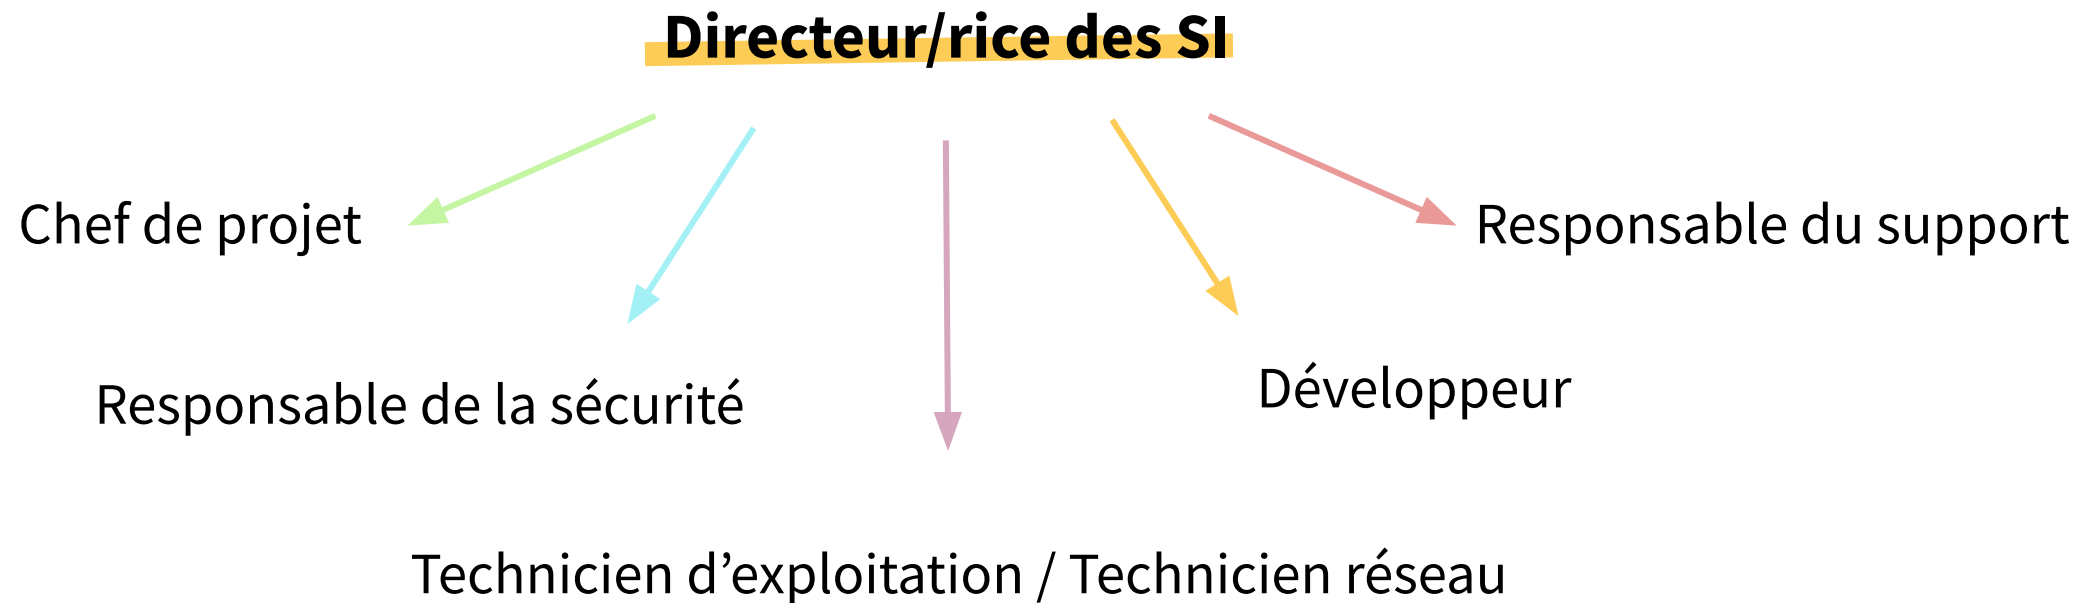 Directeur/rice des SI
Chef de projet
Responsable du support
Responsable de la sécurité
Développeur
Technicien d’exploitation / Technicien réseau